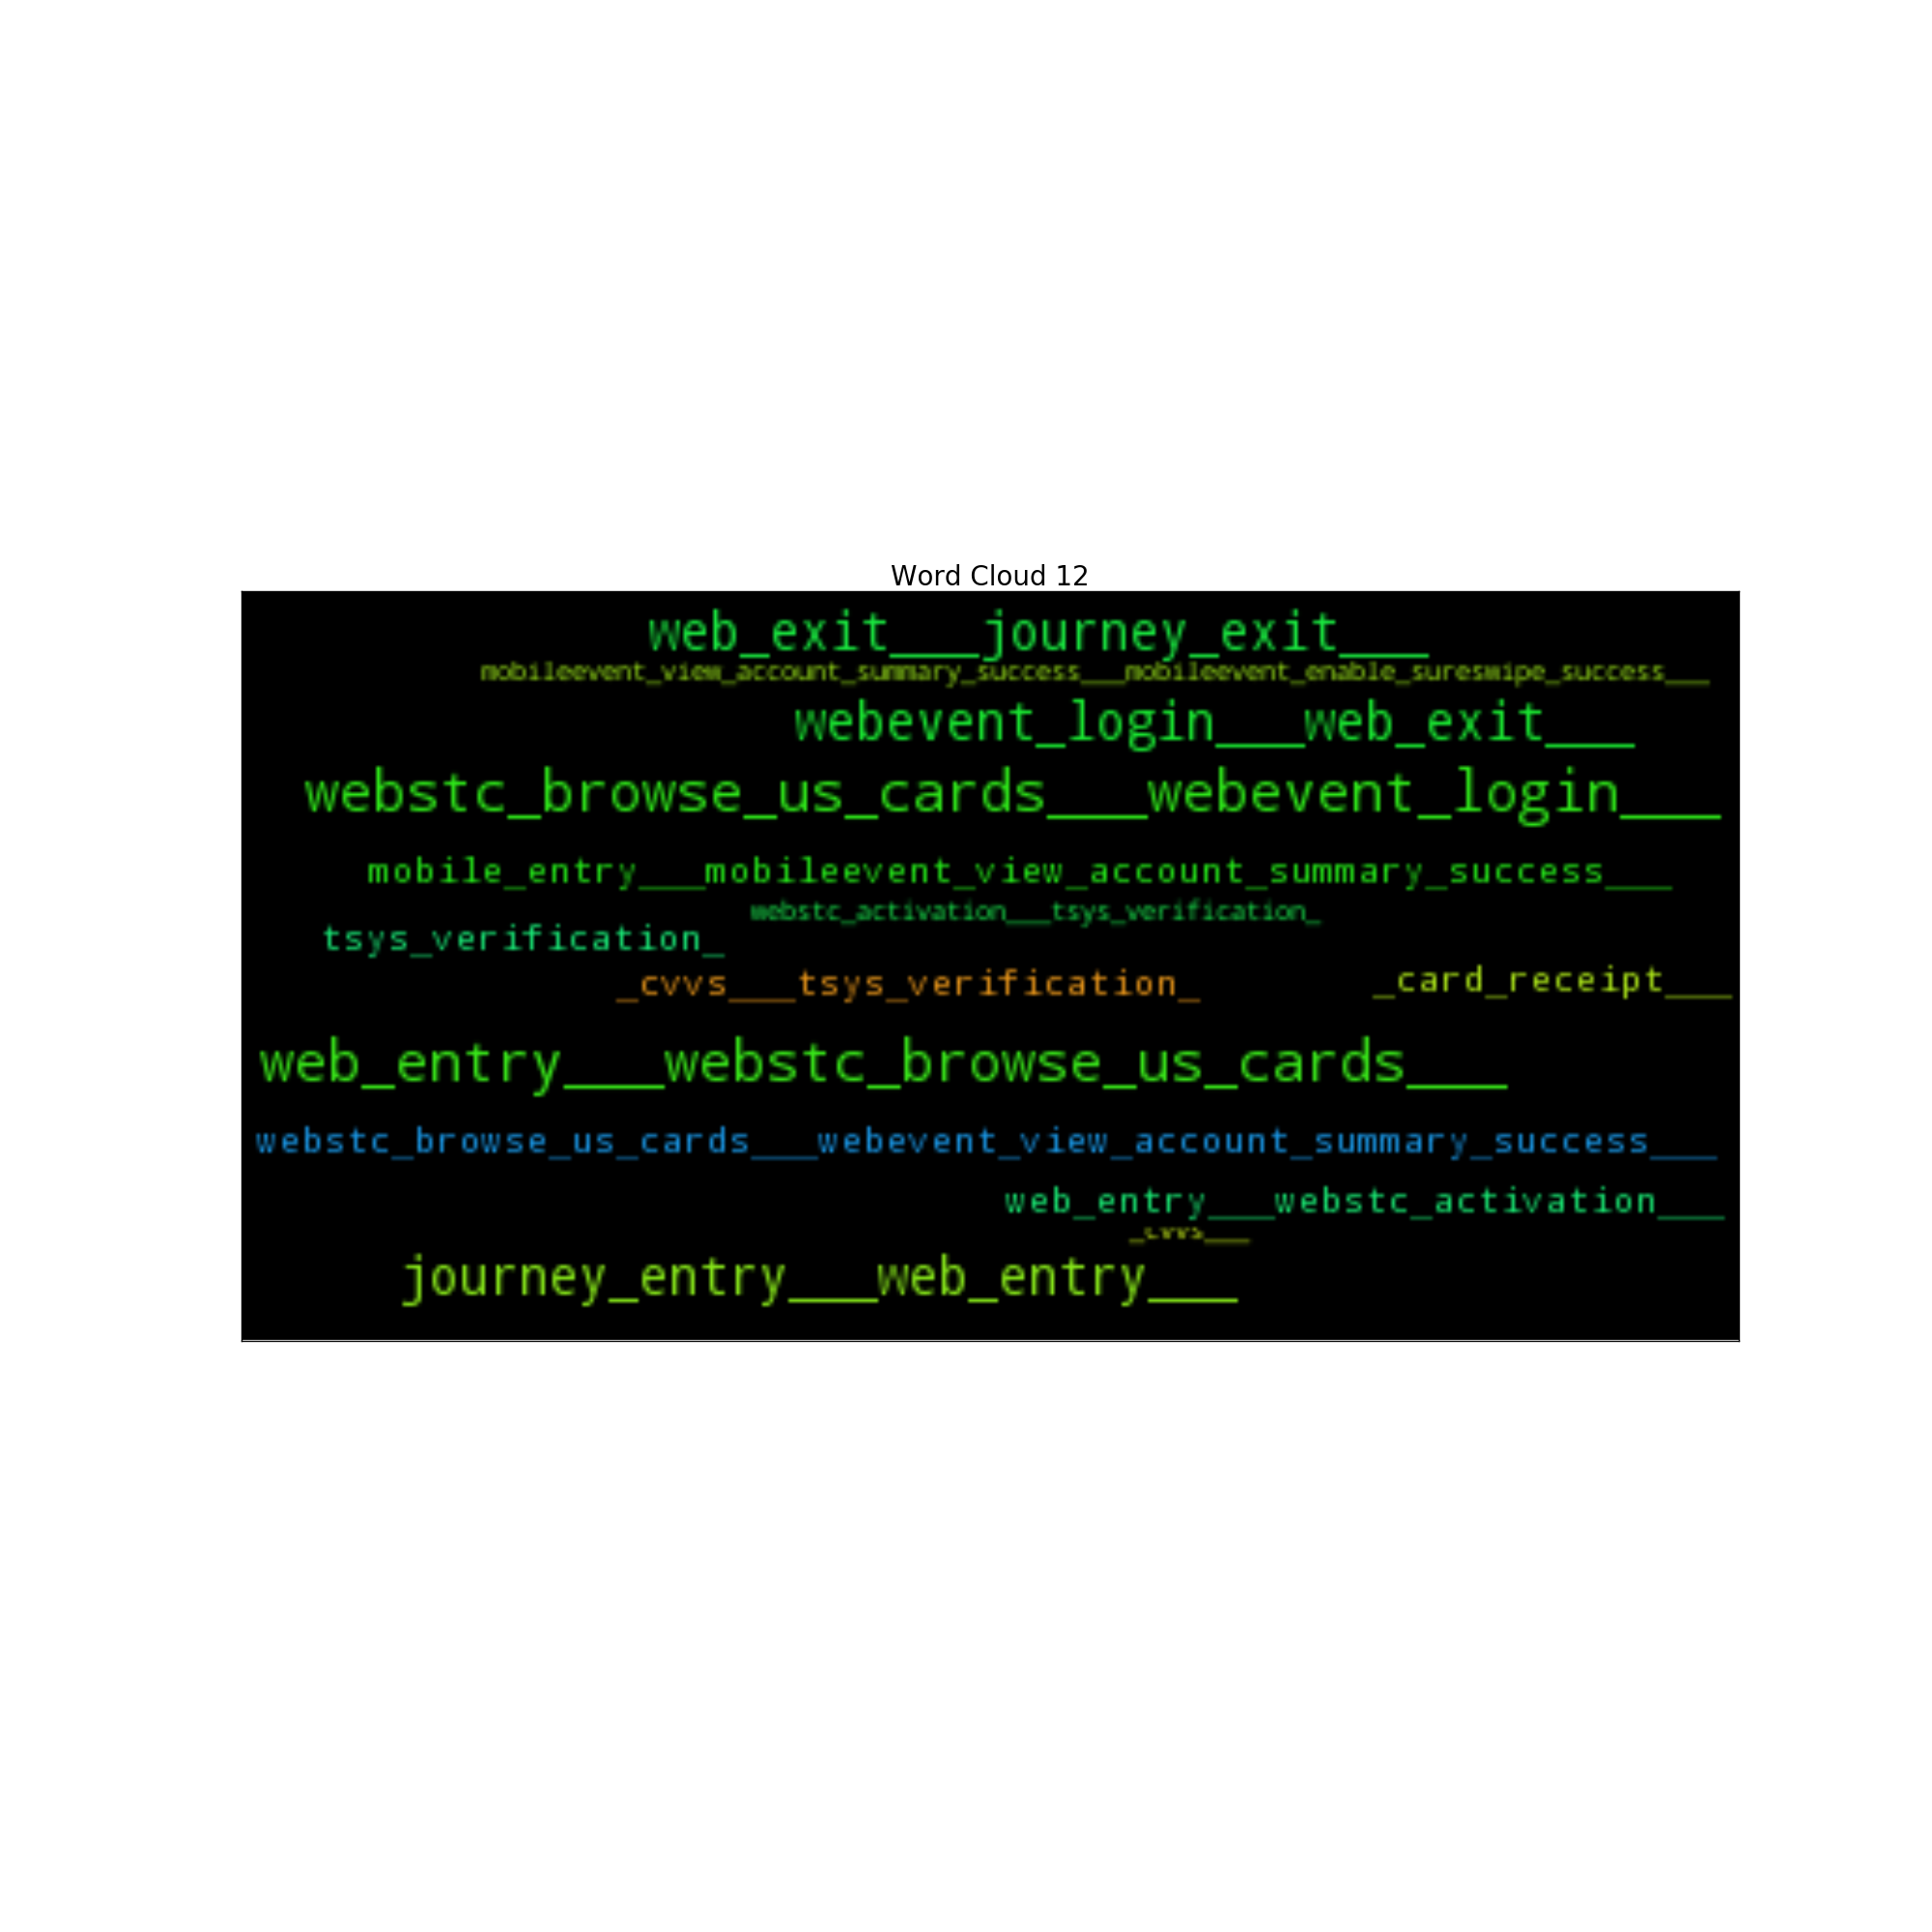 Word Cloud 12
web_exit___journey_exit___
mobileevent_view_account_summary_success___mobileevent_enable_sureswipe_success___
webevent_login___web_exit___
webstc_browse_us_cards___webevent_login___
mobile_entry___mobileevent_view_account_summary_success___
webstc_activation___tsys_verification_
tsys_verification_
_cvvs___tsys_verification_
_card_receipt___
web_entry___webstc_browse_us_cards___
webstc_browse_us_cards___webevent_view_account_summary_success___
web_entry___webstc_activation___
_cvvs___
journey_entry___web_entry___